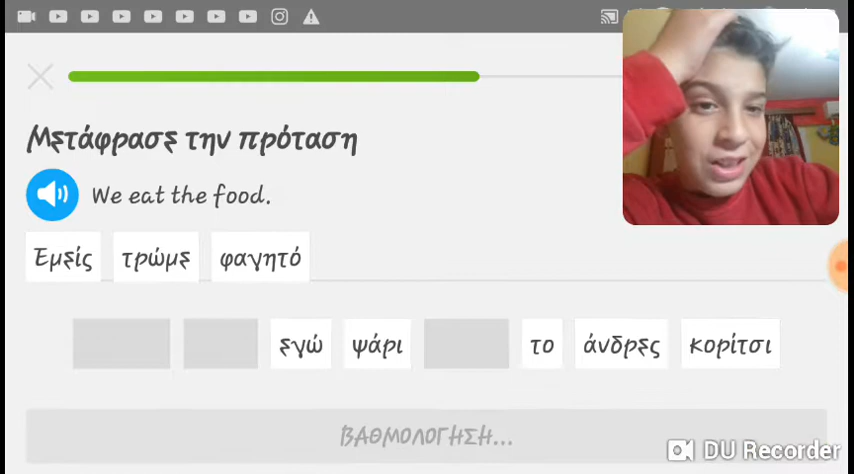 Μετάφρασε την πρόταση
We eat the food.
Εμείς τρώμε φαγητό
εγώ ψάρι το άνδρες κορίτσι
ΒΑΘΜΟΛΟΓΗΣΗ...
DU Recorder